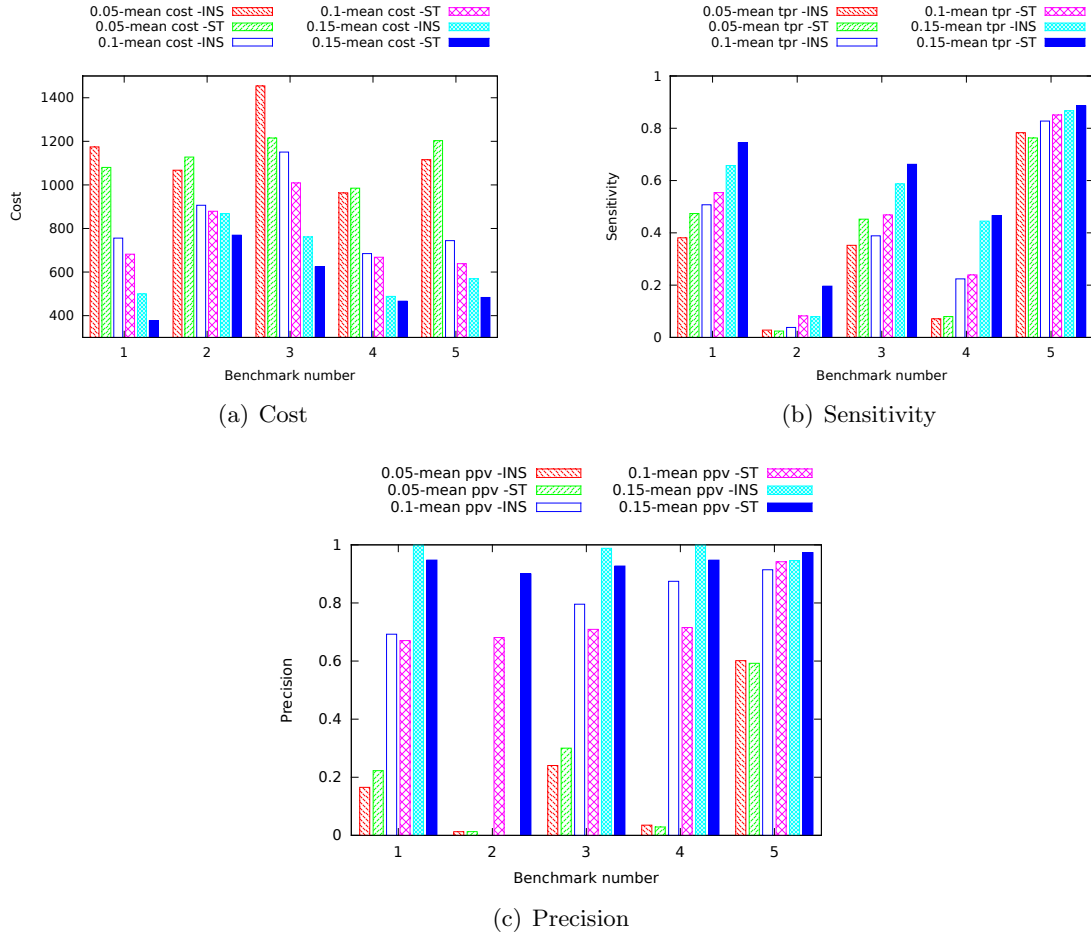 0.05-mean cost -INS
0.05-mean cost -ST
0.1-mean cost -INS
0.1-mean cost -ST
0.15-mean cost -INS
0.15-mean cost -ST
1400
1200
1000
800
600
400
Cost
1 2 3 4 5
Benchmark number
(a) Cost
0.05-mean tpr -INS
0.05-mean tpr -ST
0.1-mean tpr -INS
0.1-mean tpr -ST
0.15-mean tpr -INS
0.15-mean tpr -ST
1
0.8
0.6
0.4
0.2
0
Sensitivity
1 2 3 4 5
Benchmark number
(b) Sensitivity
0.05-mean ppv -INS
0.05-mean ppv -ST
0.1-mean ppv -INS
0.1-mean ppv -ST
0.15-mean ppv -INS
0.15-mean ppv -ST
1
0.8
0.6
0.4
0.2
0
Precision
1 2 3 4 5
Benchmark number
(c) Precision